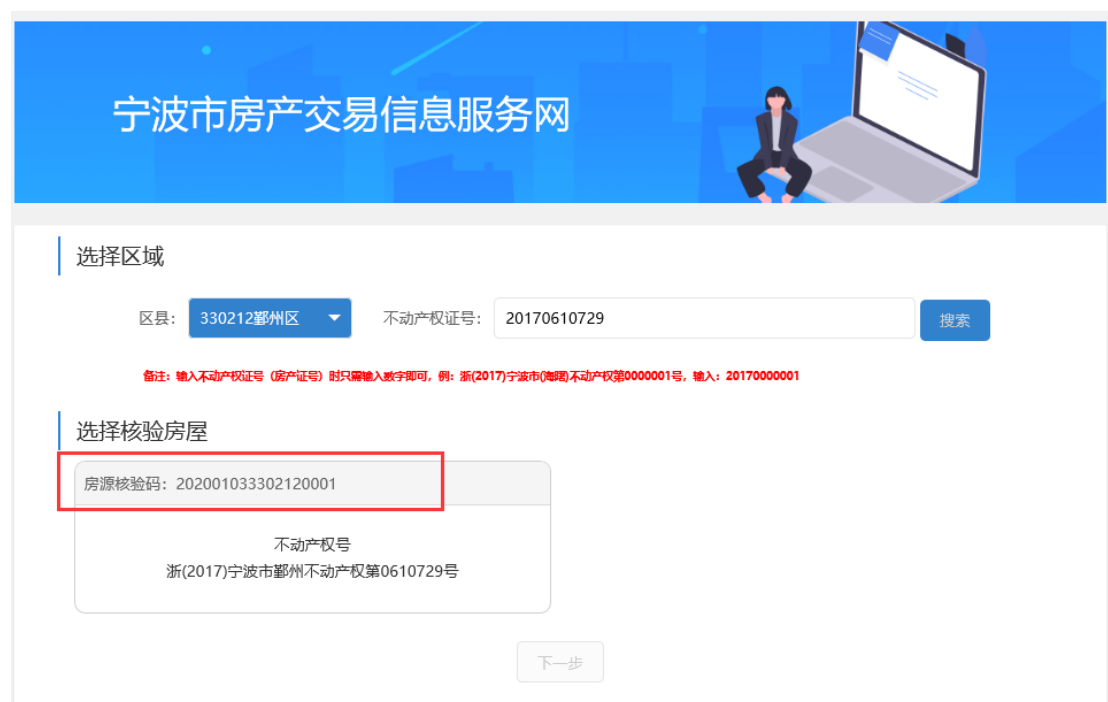 宁波市房产交易信息服务网
选择区域
区县： 330212鄞州区 不动产权证号： 20170610729 搜索
备注：输入不动产权证号（房产证号）时只需输入数字即可，例：浙(2017)宁波市(海曙)不动产权第0000001号，输入：20170000001
选择核验房屋
房源核验码：202001033302120001
不动产权号
浙(2017)宁波市鄞州不动产权第0610729号
下一步